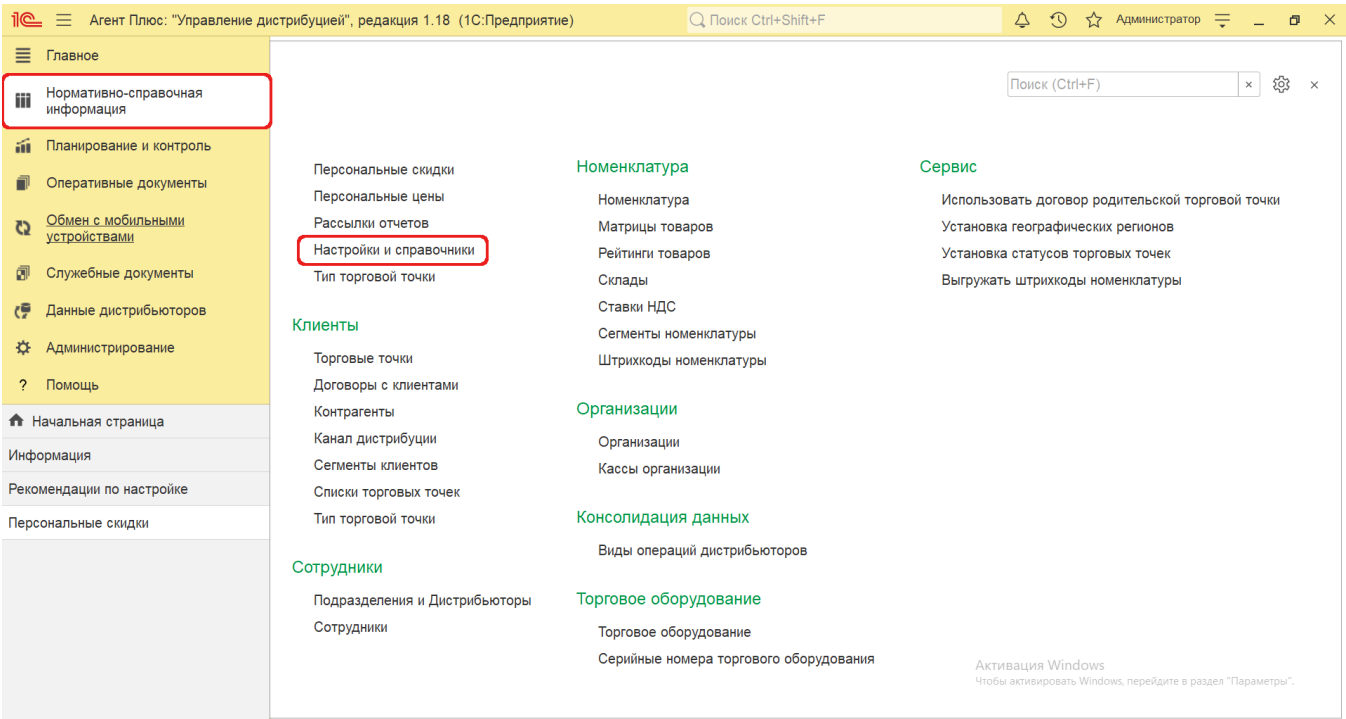 1С Агент Плюс: "Управление дистрибуцией", редакция 1.18 (1С:Предприятие) Поиск Ctrl+Shift+F Администратор
Главное
Нормативно-справочная
информация
Планирование и контроль
Оперативные документы
Обмен с мобильными
устройствами
Служебные документы
Данные дистрибьюторов
Администрирование
? Помощь
Начальная страница
Информация
Рекомендации по настройке
Персональные скидки
Поиск (Ctrl+F)
Персональные скидки
Персональные цены
Рассылки отчетов
Настройки и справочники
Тип торговой точки
Клиенты
Торговые точки
Договоры с клиентами
Контрагенты
Канал дистрибуции
Сегменты клиентов
Списки торговых точек
Тип торговой точки
Сотрудники
Подразделения и Дистрибьюторы
Сотрудники
Номенклатура
Номенклатура
Матрицы товаров
Рейтинги товаров
Склады
Ставки НДС
Сегменты номенклатуры
Штрихкоды номенклатуры
Организации
Организации
Кассы организации
Консолидация данных
Виды операций дистрибьюторов
Торговое оборудование
Торговое оборудование
Серийные номера торгового оборудования
Сервис
Использовать договор родительской торговой точки
Установка географических регионов
Установка статусов торговых точек
Выгружать штрихкоды номенклатуры
Активация Windows
Чтобы активировать Windows, перейдите в раздел "Параметры".